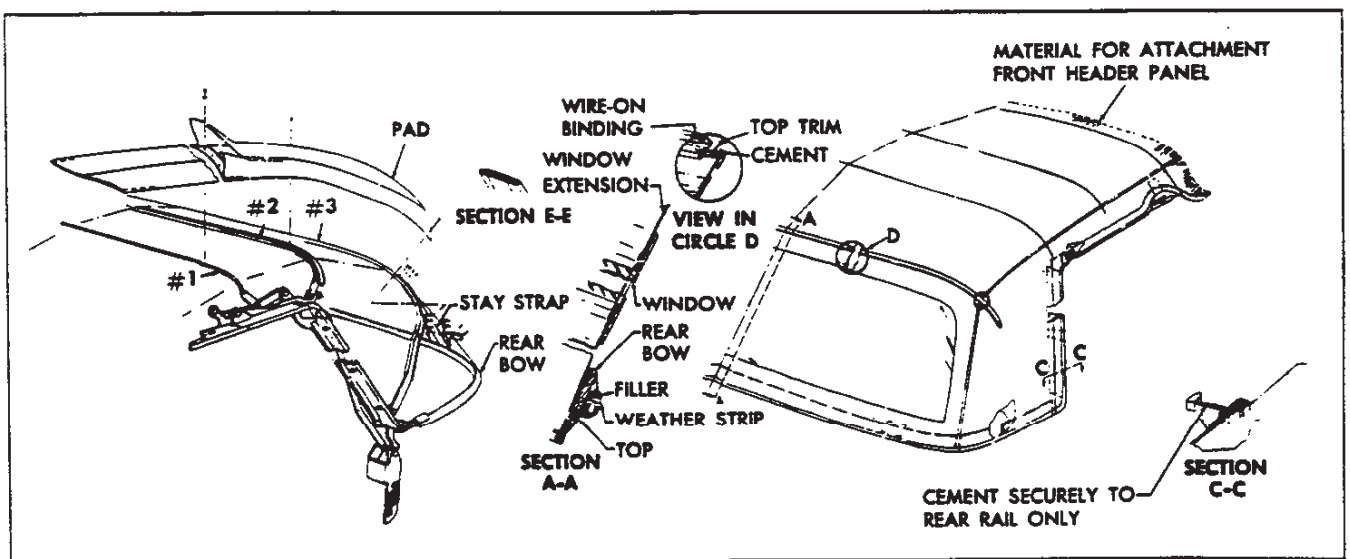 MATERIAL FOR ATTACHMENT
FRONT HEADER PANEL
PAD
WIRE-ON
BINDING
TOP TRIM
CEMENT
WINDOW
EXTENSION
SECTION E-E
VIEW IN
CIRCLE D
#2
#3
#1
A
D
STAY STRAP
WINDOW
REAR
BOW
REAR
BOW
FILLER
WEATHER STRIP
TOP
SECTION
A-A
C
C
A
SECTION
C-C
CEMENT SECURELY TO
REAR RAIL ONLY